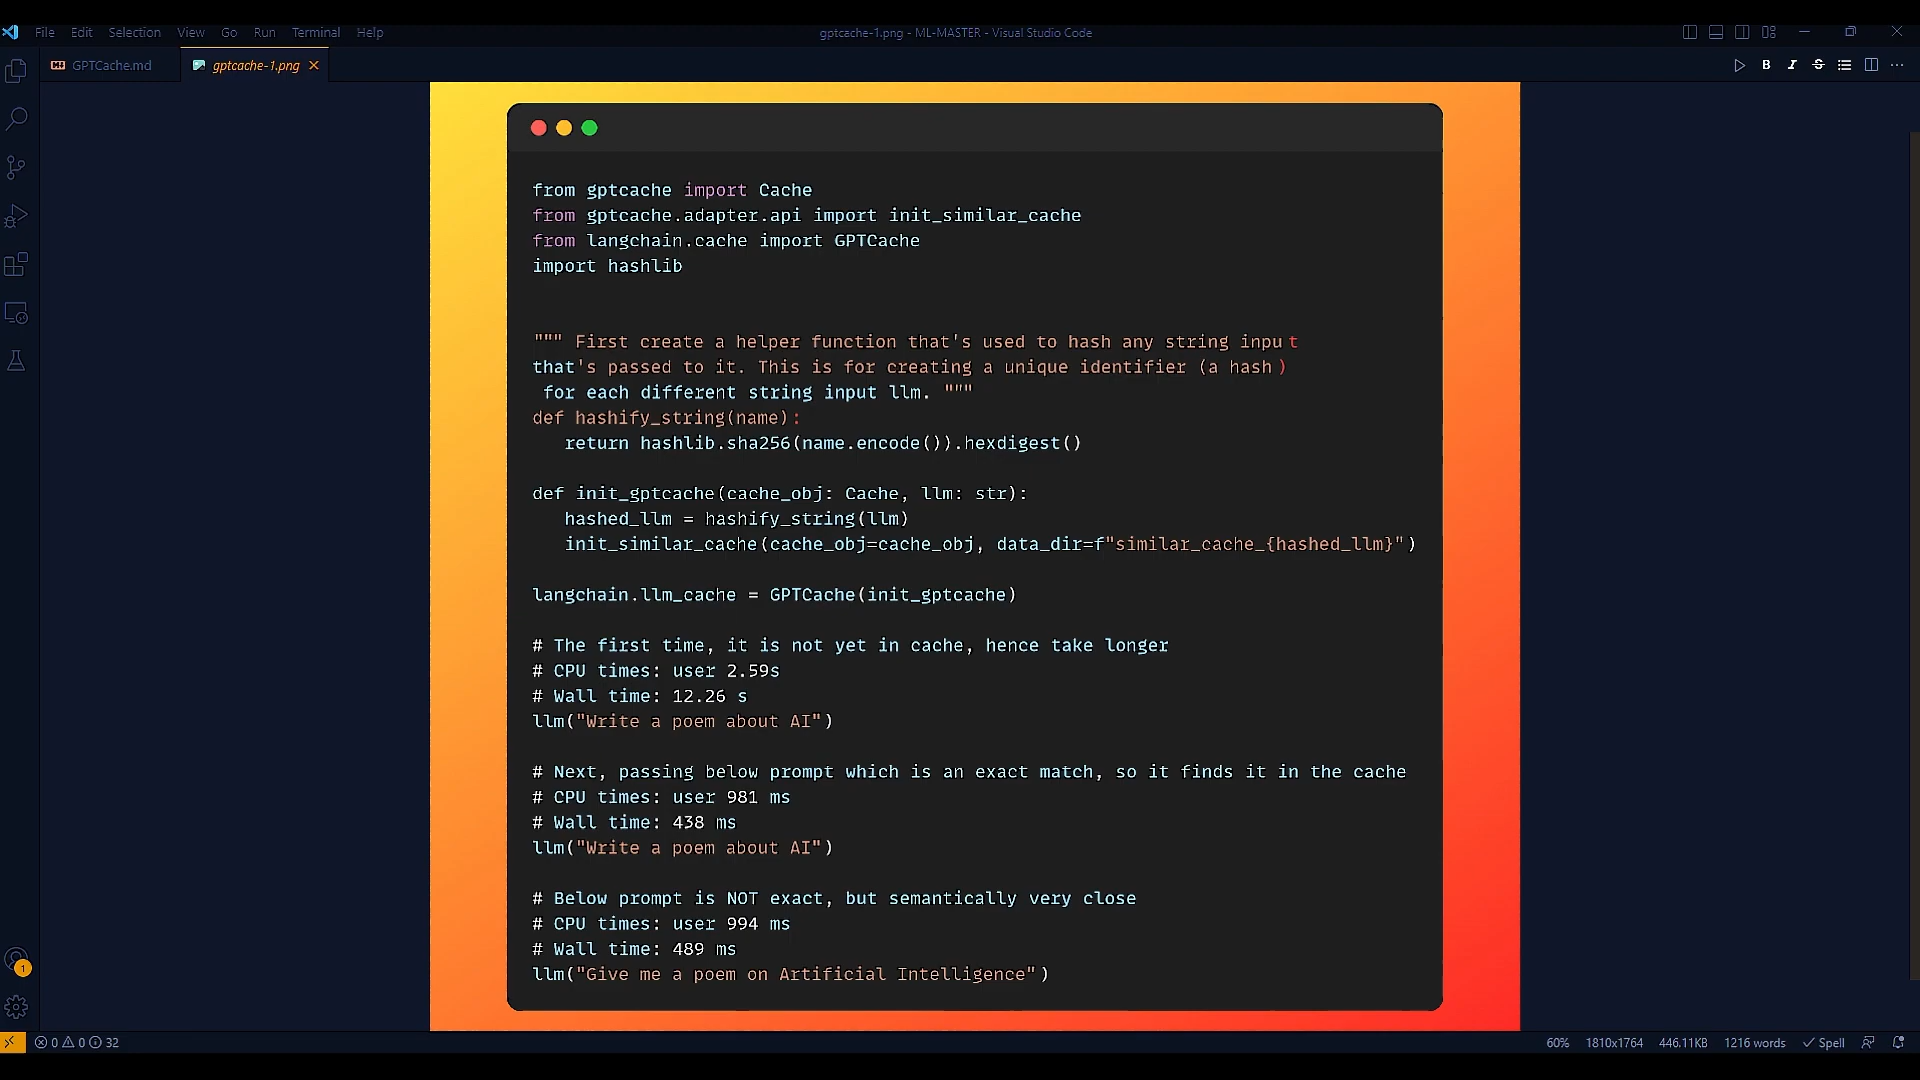 File Edit Selection View Go Run Terminal Help
gptcache-1.png - ML-MASTER - Visual Studio Code
GPTCache.md
gptcache-1.png
from gptcache import Cache
from gptcache.adapter.api import init_similar_cache
from langchain.cache import GPTCache
import hashlib
""" First create a helper function that's used to hash any string input
that's passed to it. This is for creating a unique identifier (a hash)
for each different string input llm. """
def hashify_string(name):
return hashlib.sha256(name.encode()).hexdigest()
def init_gptcache(cache_obj: Cache, llm: str):
hashed_llm = hashify_string(llm)
init_similar_cache(cache_obj=cache_obj, data_dir=f"similar_cache_{hashed_llm}")
langchain.llm_cache = GPTCache(init_gptcache)
# The first time, it is not yet in cache, hence take longer
# CPU times: user 2.59s
# Wall time: 12.26 s
llm("Write a poem about AI")
# Next, passing below prompt which is an exact match, so it finds it in the cache
# CPU times: user 981 ms
# Wall time: 438 ms
llm("Write a poem about AI")
# Below prompt is NOT exact, but semantically very close
# CPU times: user 994 ms
# Wall time: 489 ms
llm("Give me a poem on Artificial Intelligence")
1
0 0 32
60% 1810x1764 446.11KB 1216 words Spell